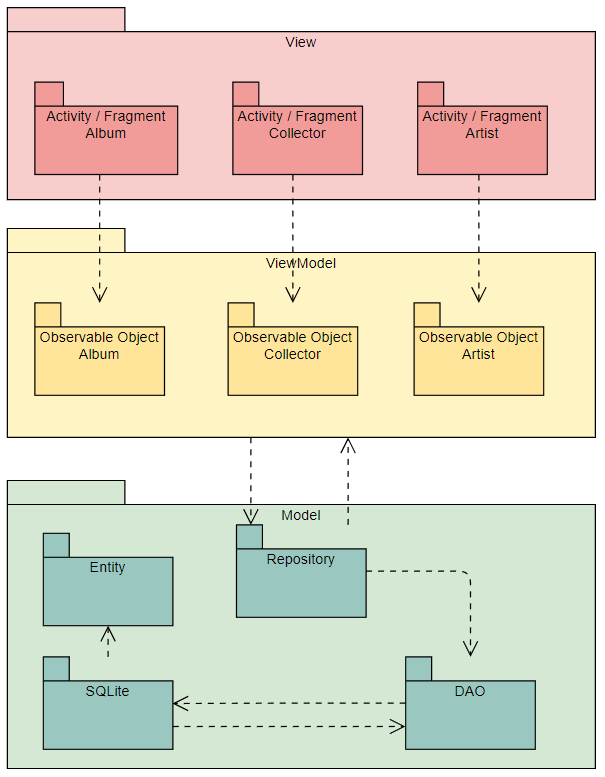 View
Activity / Fragment
Album
Activity / Fragment
Collector
Activity / Fragment
Artist
ViewModel
Observable Object
Album
Observable Object
Collector
Observable Object
Artist
Model
Entity
Repository
SQLite
DAO